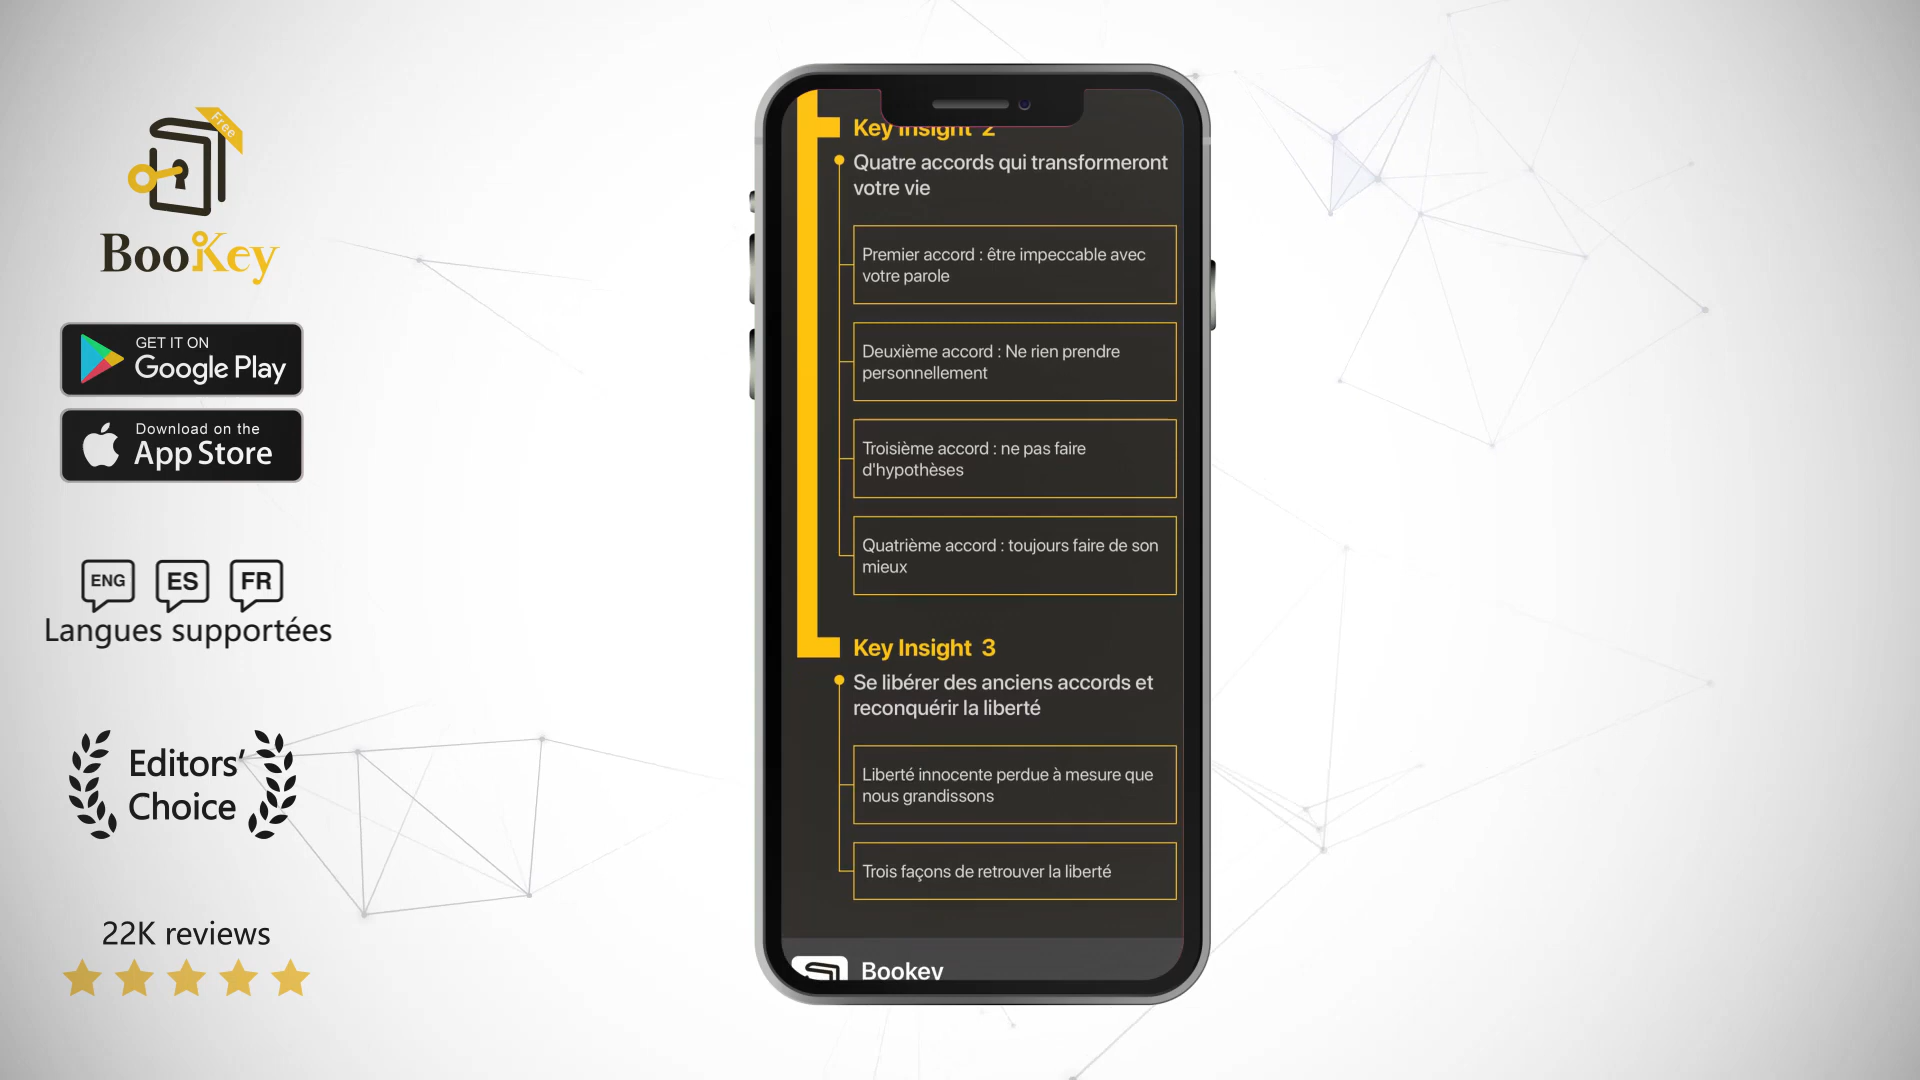 Free
BooKey
GET IT ON
Google Play
Download on the
App Store
ENG ES FR
Langues supportées
Editors'
Choice
22K reviews
Key Insight 2
Quatre accords qui transformeront
votre vie
Premier accord : être impeccable avec
votre parole
Deuxième accord : Ne rien prendre
personnellement
Troisième accord : ne pas faire
d'hypothèses
Quatrième accord : toujours faire de son
mieux
Key Insight 3
Se libérer des anciens accords et
reconquérir la liberté
Liberté innocente perdue à mesure que
nous grandissons
Trois façons de retrouver la liberté
Bookey